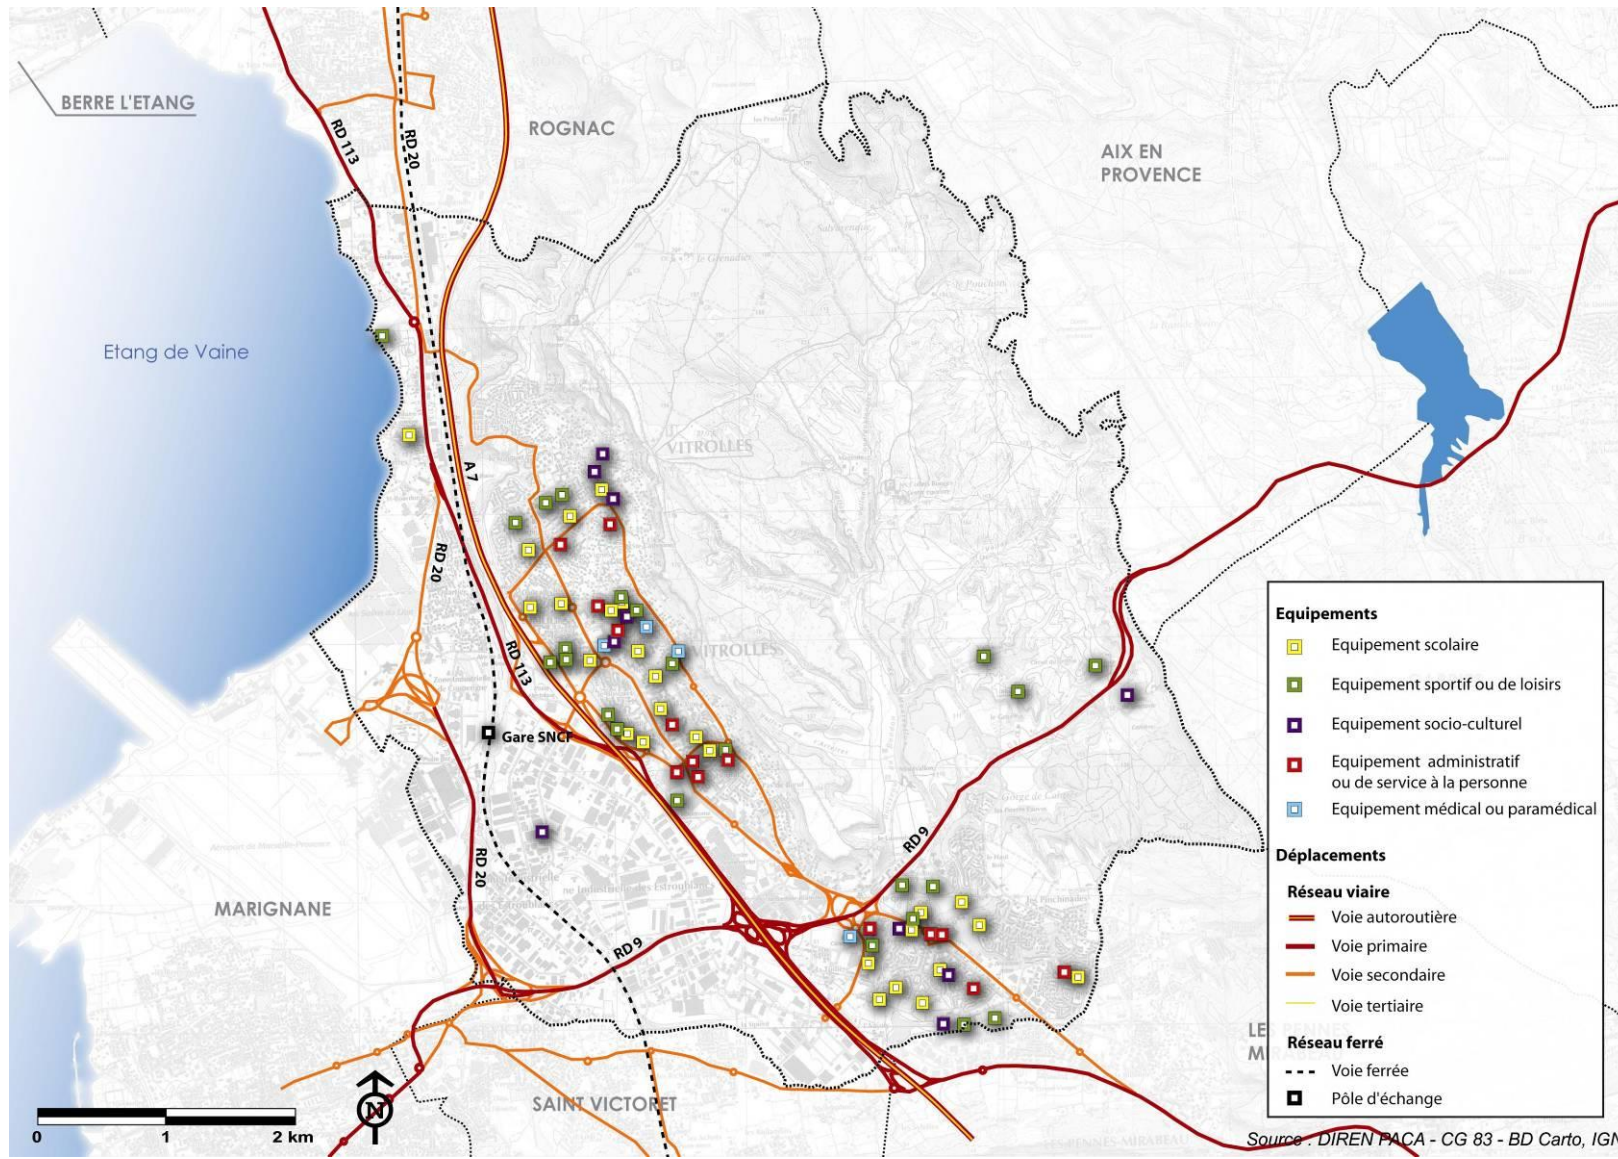 BERRE L'ETANG
ROGNAC
AIX EN
PROVENCE
RD 113
RD 20
Etang de Vaine
A 7
VITROLLES
RD 20
VITROLLES
RD 113
Gare SNCF
RD 20
RD 9
RD 9
MARIGNANE
SAINT VICTORET
LES-PENNES-MIRABEAU
N
0 1 2 km
Equipements
Equipement scolaire
Equipement sportif ou de loisirs
Equipement socio-culturel
Equipement administratif
ou de service à la personne
Equipement médical ou paramédical
Déplacements
Réseau viaire
Voie autoroutière
Voie primaire
Voie secondaire
Voie tertiaire
Réseau ferré
Voie ferrée
Pôle d'échange
Source : DIREN PACA - CG 83 - BD Carto, IGN